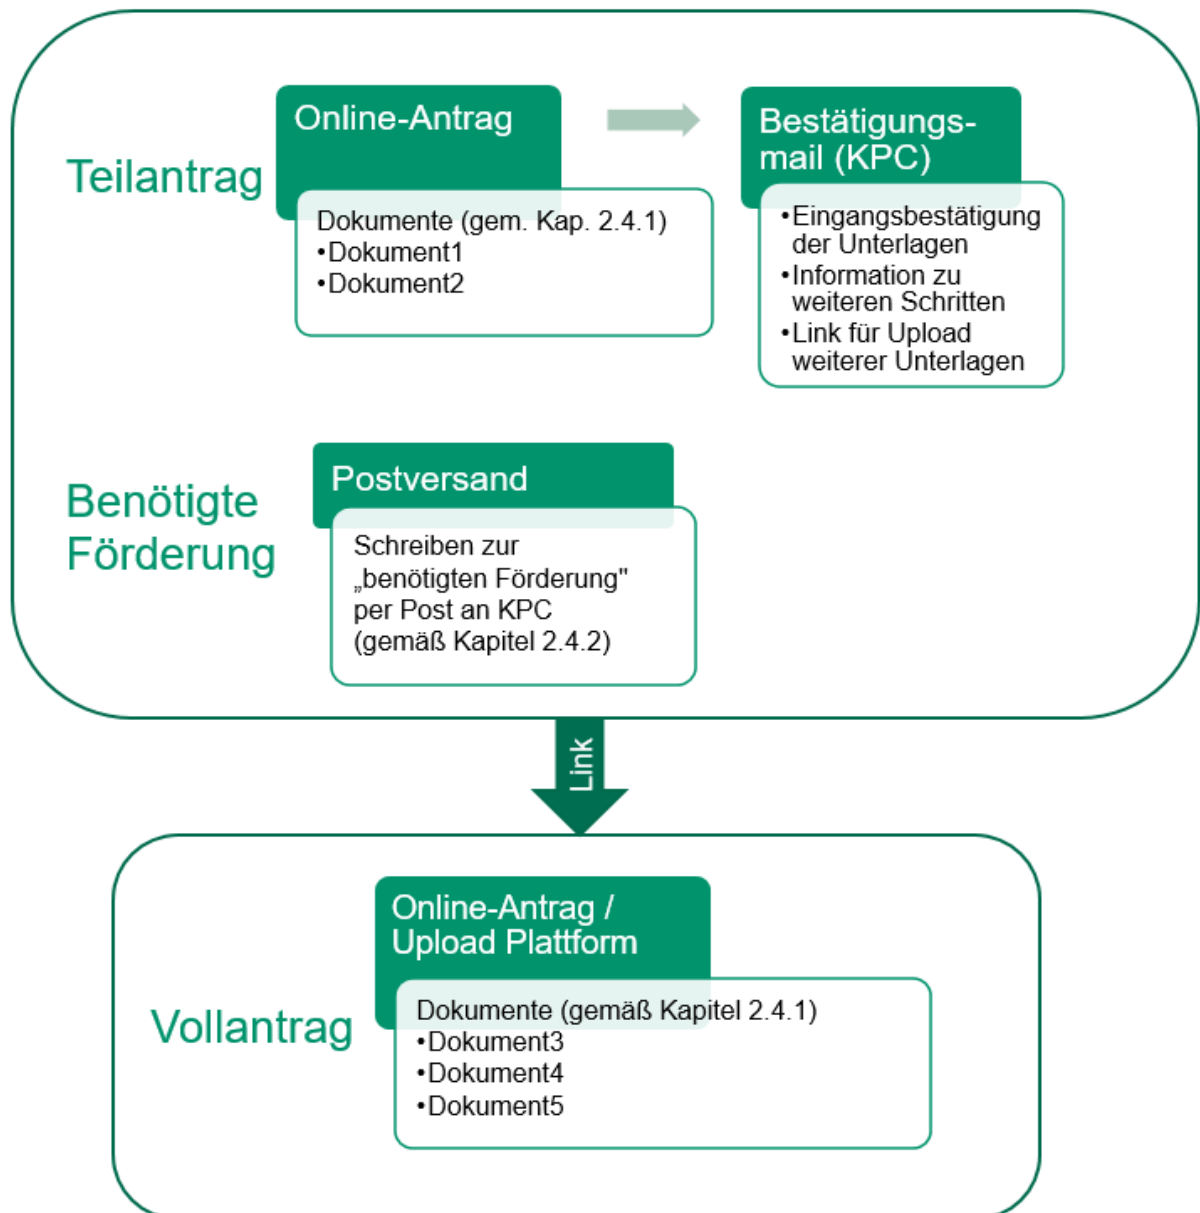 Teilantrag
Online-Antrag
Dokumente (gem. Kap. 2.4.1)
•Dokument1
•Dokument2
Bestätigungs-
mail (KPC)
•Eingangsbestätigung
der Unterlagen
•Information zu
weiteren Schritten
•Link für Upload
weiterer Unterlagen
Benötigte
Förderung
Postversand
Schreiben zur
„benötigten Förderung"
per Post an KPC
(gemäß Kapitel 2.4.2)
Link
Vollantrag
Online-Antrag /
Upload Plattform
Dokumente (gemäß Kapitel 2.4.1)
•Dokument3
•Dokument4
•Dokument5